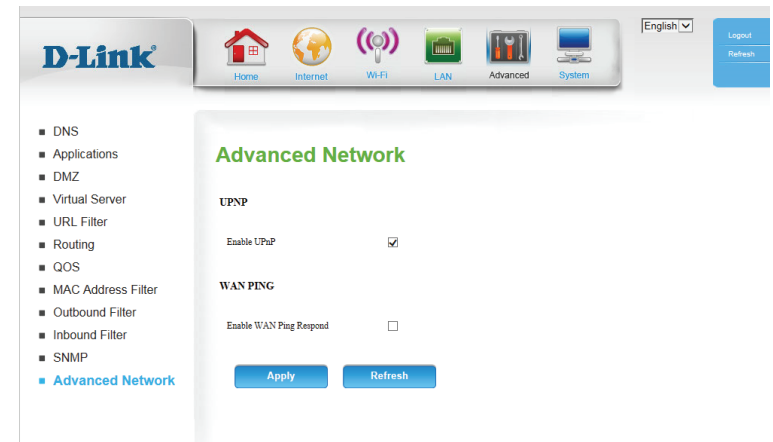 D-Link®
Home
Internet
Wi-Fi
LAN
Advanced
System
English
Logout
Refresh
DNS
Applications
DMZ
Virtual Server
URL Filter
Routing
QOS
MAC Address Filter
Outbound Filter
Inbound Filter
SNMP
Advanced Network
Advanced Network
UPNP
Enable UPnP
WAN PING
Enable WAN Ping Respond
Apply
Refresh